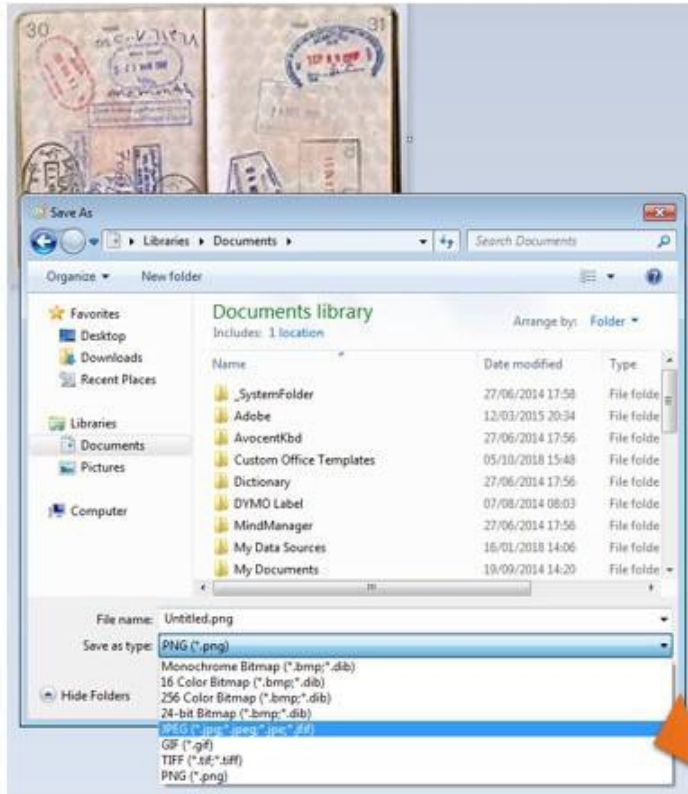 30
31
Save As
Libraries ▸ Documents ▸
Search Documents
Organize ▾ New folder
Favorites
Desktop
Downloads
Recent Places
Libraries
Documents
Pictures
Computer
Documents library
Includes: 1 location
Arrange by: Folder ▾
Name Date modified Type
_SystemFolder 27/06/2014 17:58 File folde
Adobe 12/03/2015 20:34 File folde
AvocentKbd 27/06/2014 17:56 File folde
Custom Office Templates 05/10/2018 15:48 File folde
Dictionary 27/06/2014 17:56 File folde
DYMO Label 07/08/2014 08:03 File folde
MindManager 27/06/2014 17:56 File folde
My Data Sources 16/01/2018 14:06 File folde
My Documents 19/09/2014 14:20 File folde
File name: Untitled.png
Save as type: PNG (*.png)
Monochrome Bitmap (*.bmp;*.dib)
16 Color Bitmap (*.bmp;*.dib)
256 Color Bitmap (*.bmp;*.dib)
24-bit Bitmap (*.bmp;*.dib)
JPEG (*.jpg;*.jpeg;*.jpe;*.jfif)
GIF (*.gif)
TIFF (*.tif;*.tiff)
PNG (*.png)
Hide Folders